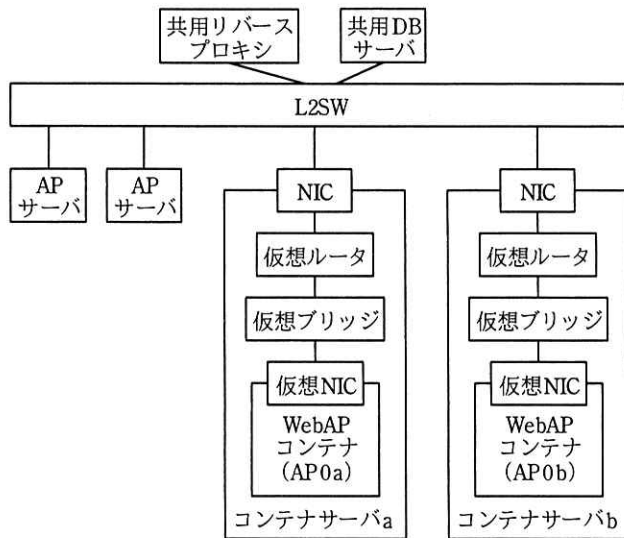 共用リバース
プロキシ
共用DB
サーバ
L2SW
AP
サーバ
AP
サーバ
NIC
仮想ルータ
仮想ブリッジ
仮想NIC
WebAP
コンテナ
(AP0a)
コンテナサーバa
NIC
仮想ルータ
仮想ブリッジ
仮想NIC
WebAP
コンテナ
(AP0b)
コンテナサーバb